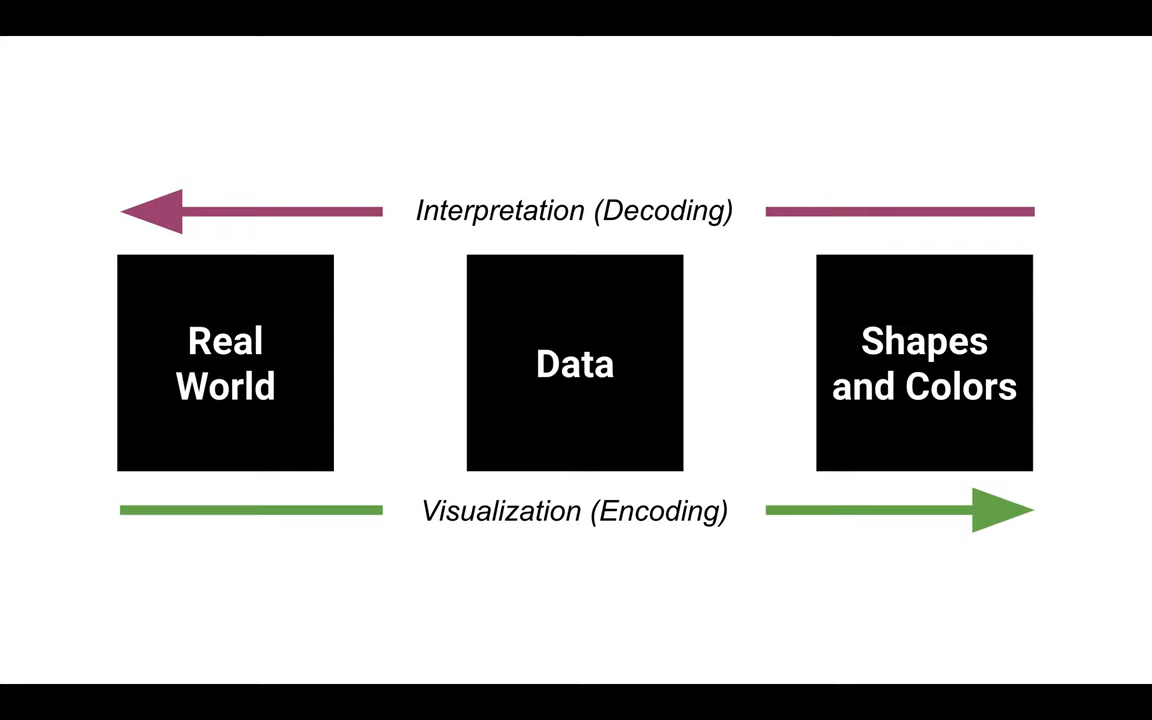 Interpretation (Decoding)
Real
World
Data
Shapes
and Colors
Visualization (Encoding)